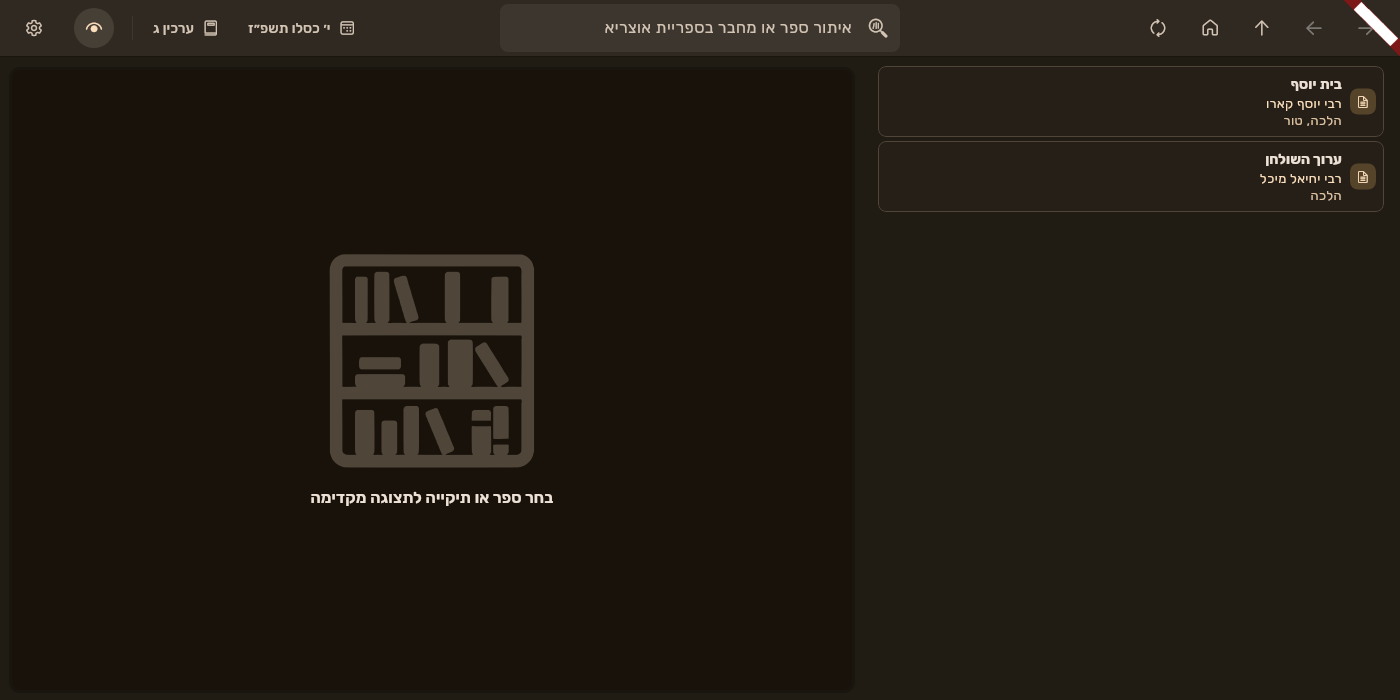 איתור ספר או מחבר בספריית אוצריא
י׳ כסלו תשפ״ז
ערכין ג
בית יוסף
רבי יוסף קארו
הלכה, טור
ערוך השולחן
רבי יחיאל מיכל
הלכה
בחר ספר או תיקייה לתצוגה מקדימה